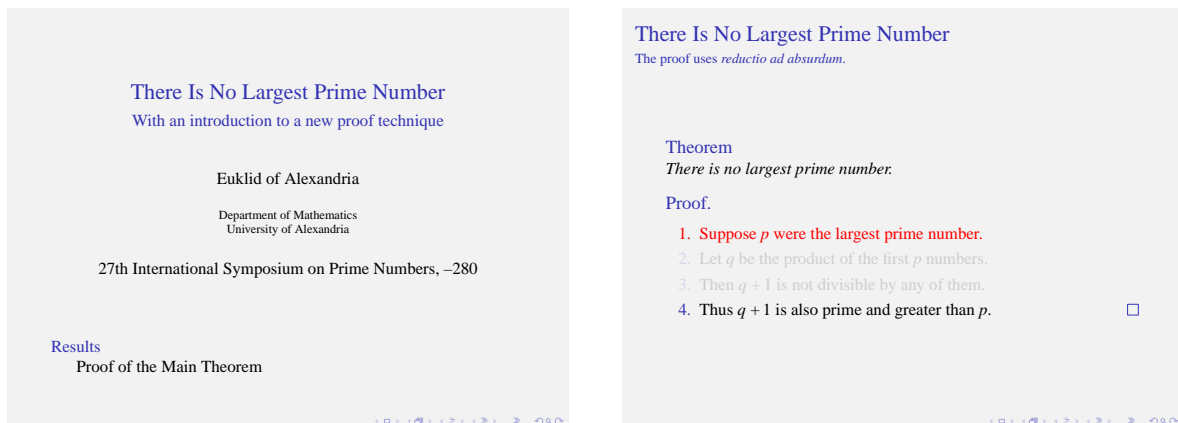 There Is No Largest Prime Number
With an introduction to a new proof technique
Euklid of Alexandria
Department of Mathematics
University of Alexandria
27th International Symposium on Prime Numbers, –280
Results
Proof of the Main Theorem
There Is No Largest Prime Number
The proof uses reductio ad absurdum.
Theorem
There is no largest prime number.
Proof.
1. Suppose p were the largest prime number.
2. Let q be the product of the first p numbers.
3. Then q + 1 is not divisible by any of them.
4. Thus q + 1 is also prime and greater than p.